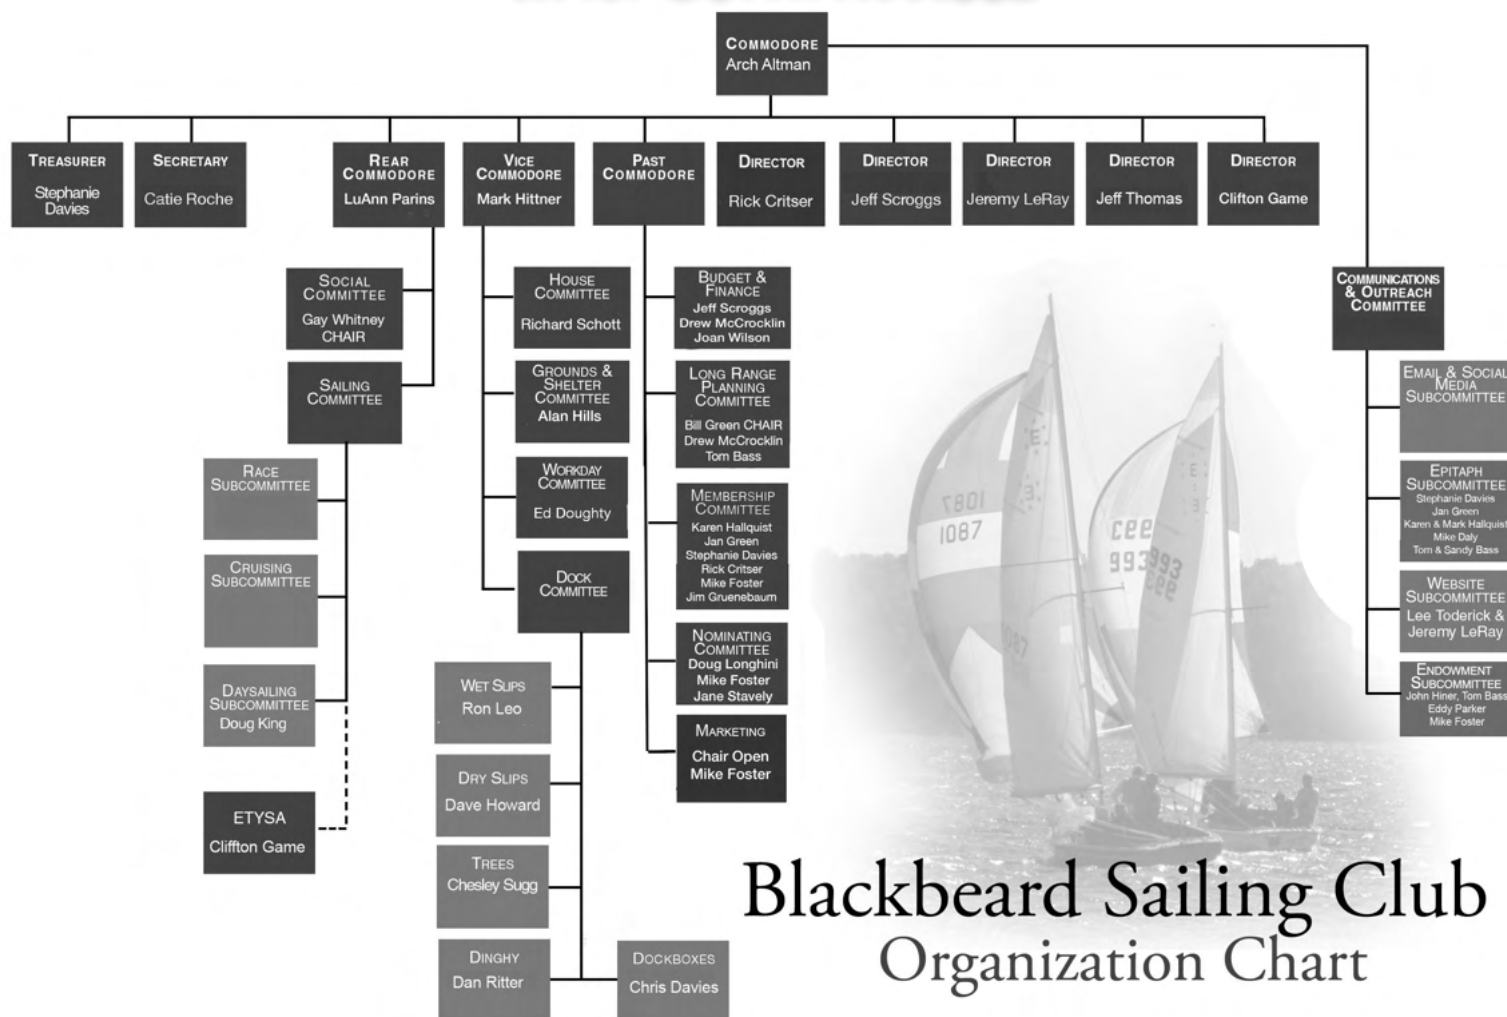 COMMODORE
Arch Altman
TREASURER
Stephanie
Davies
SECRETARY
Catie Roche
REAR
COMMODORE
LuAnn Parins
VICE
COMMODORE
Mark Hittner
PAST
COMMODORE
DIRECTOR
Rick Critser
DIRECTOR
Jeff Scroggs
DIRECTOR
Jeremy LeRay
DIRECTOR
Jeff Thomas
DIRECTOR
Clifton Game
SOCIAL
COMMITTEE
Gay Whitney
CHAIR
SAILING
COMMITTEE
RACE
SUBCOMMITTEE
CRUISING
SUBCOMMITTEE
DAYSAILING
SUBCOMMITTEE
Doug King
ETYSA
Cliffton Game
HOUSE
COMMITTEE
Richard Schott
GROUNDS &
SHELTER
COMMITTEE
Alan Hills
WORKDAY
COMMITTEE
Ed Doughty
DOCK
COMMITTEE
WET SLIPS
Ron Leo
DRY SLIPS
Dave Howard
TREES
Chesley Sugg
DINGHY
Dan Ritter
DOCKBOXES
Chris Davies
BUDGET &
FINANCE
Jeff Scroggs
Drew McCrocklin
Joan Wilson
LONG RANGE
PLANNING
COMMITTEE
Bill Green CHAIR
Drew McCrocklin
Tom Bass
MEMBERSHIP
COMMITTEE
Karen Hallquist
Jan Green
Stephanie Davies
Rick Critser
Mike Foster
Jim Gruenebaum
NOMINATING
COMMITTEE
Doug Longhini
Mike Foster
Jane Stavely
MARKETING
Chair Open
Mike Foster
COMMUNICATIONS
& OUTREACH
COMMITTEE
EMAIL & SOCIAL
MEDIA
SUBCOMMITTEE
EPITAPH
SUBCOMMITTEE
Stephanie Davies
Jan Green
Karen & Mark Hallquist
Mike Daly
Tom & Sandy Bass
WEBSITE
SUBCOMMITTEE
Lee Toderick &
Jeremy LeRay
ENDOWMENT
SUBCOMMITTEE
John Hiner, Tom Bass
Eddy Parker
Mike Foster
1087
1087
993
993
Blackbeard Sailing Club
Organization Chart